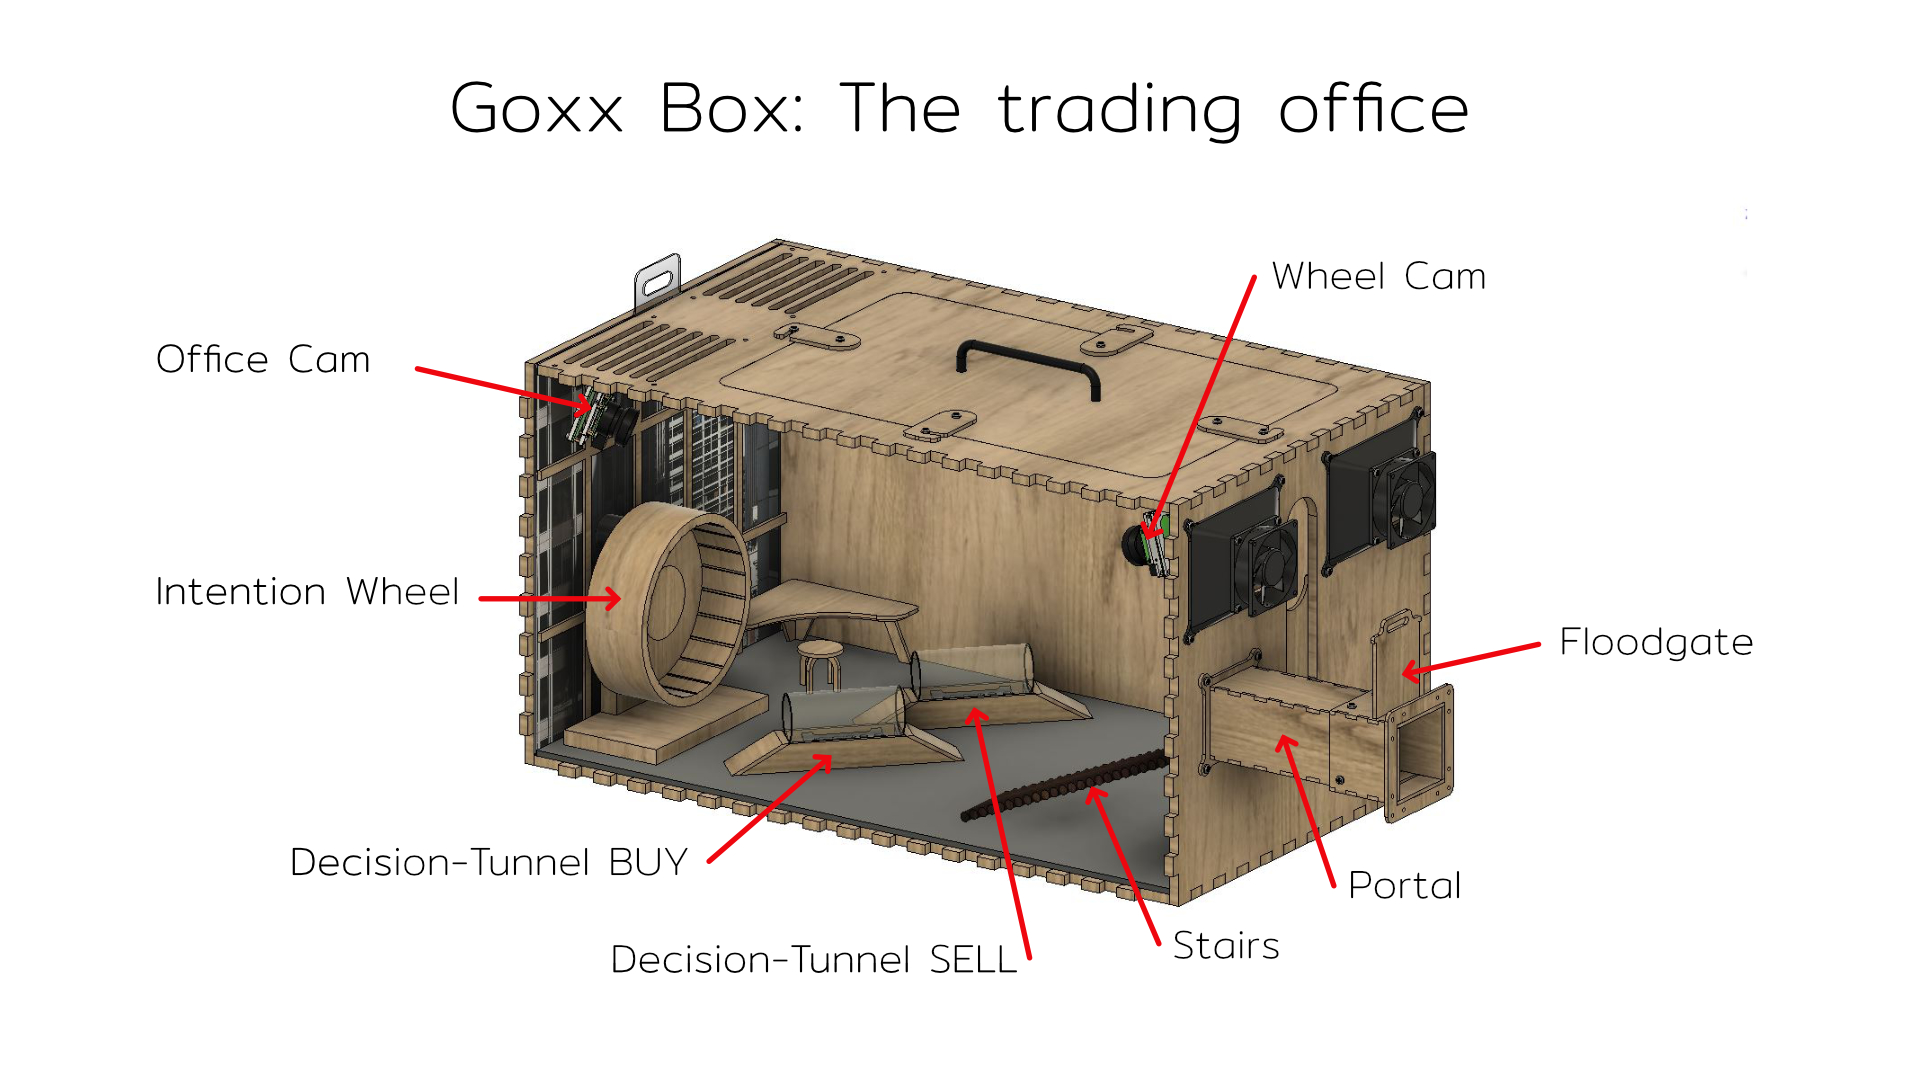 Goxx Box: The trading office
Wheel Cam
Office Cam
Intention Wheel
Floodgate
Decision-Tunnel BUY
Portal
Stairs
Decision-Tunnel SELL